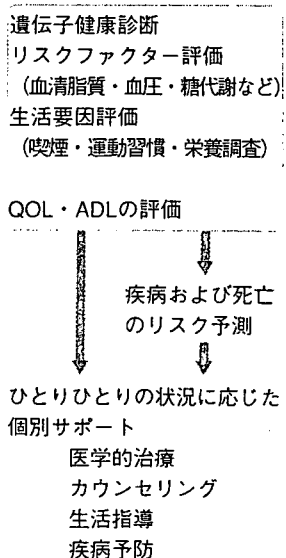 遺伝子健康診断
リスクファクター評価
（血清脂質・血圧・糖代謝など）
生活要因評価
（喫煙・運動習慣・栄養調査）
QOL・ADLの評価
疾病および死亡
のリスク予測
ひとりひとりの状況に応じた
個別サポート
医学的治療
カウンセリング
生活指導
疾病予防